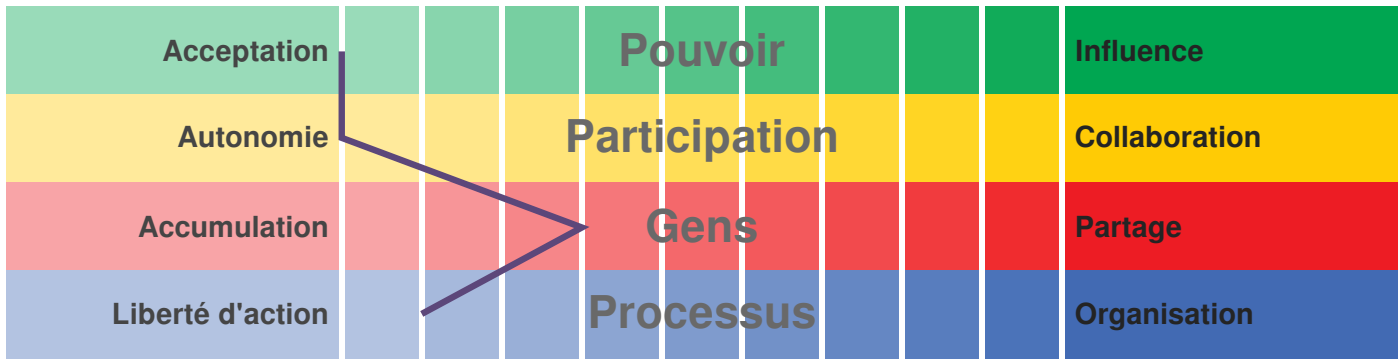 Acceptation Pouvoir Influence
Autonomie Participation Collaboration
Accumulation Gens Partage
Liberté d'action Processus Organisation